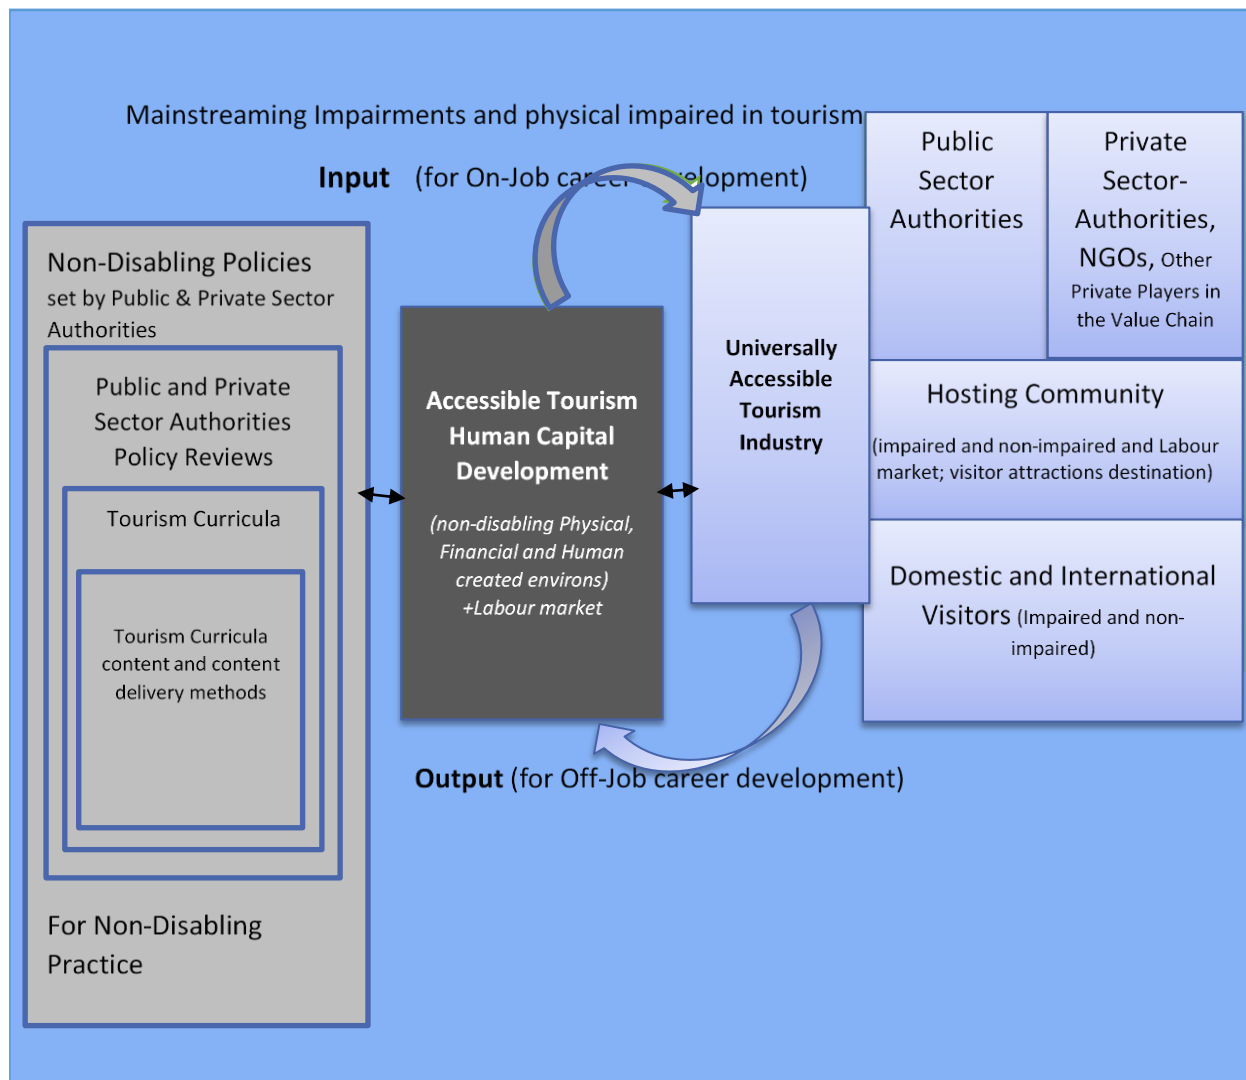 Mainstreaming Impairments and physical impaired in tourism
Input (for On-Job career development)
Non-Disabling Policies
set by Public & Private Sector
Authorities
Public and Private
Sector Authorities
Policy Reviews
Tourism Curricula
Tourism Curricula
content and content
delivery methods
For Non-Disabling
Practice
Accessible Tourism
Human Capital
Development
(non-disabling Physical,
Financial and Human
created environs)
+Labour market
Universally
Accessible
Tourism
Industry
Public
Sector
Authorities
Private
Sector-
Authorities,
NGOs, Other
Private Players in
the Value Chain
Hosting Community
(impaired and non-impaired and Labour
market; visitor attractions destination)
Domestic and International
Visitors (Impaired and non-
impaired)
Output (for Off-Job career development)